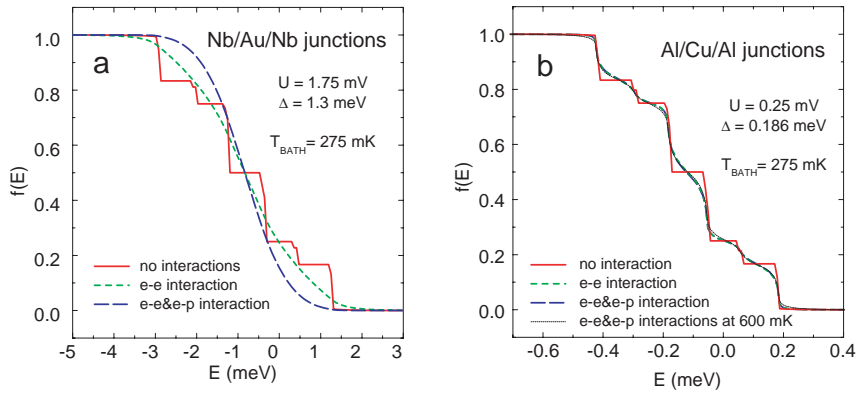 a
Nb/Au/Nb junctions
U = 1.75 mV
Δ = 1.3 meV
T_BATH= 275 mK
f(E)
1.0
0.8
0.6
0.4
0.2
0.0
no interactions
e-e interaction
e-e&e-p interaction
-5 -4 -3 -2 -1 0 1 2 3
E (meV)
b
Al/Cu/Al junctions
U = 0.25 mV
Δ = 0.186 meV
T_BATH= 275 mK
f(E)
1.0
0.8
0.6
0.4
0.2
0.0
no interaction
e-e interaction
e-e&e-p interaction
e-e&e-p interactions at 600 mK
-0.6 -0.4 -0.2 0.0 0.2 0.4
E (meV)